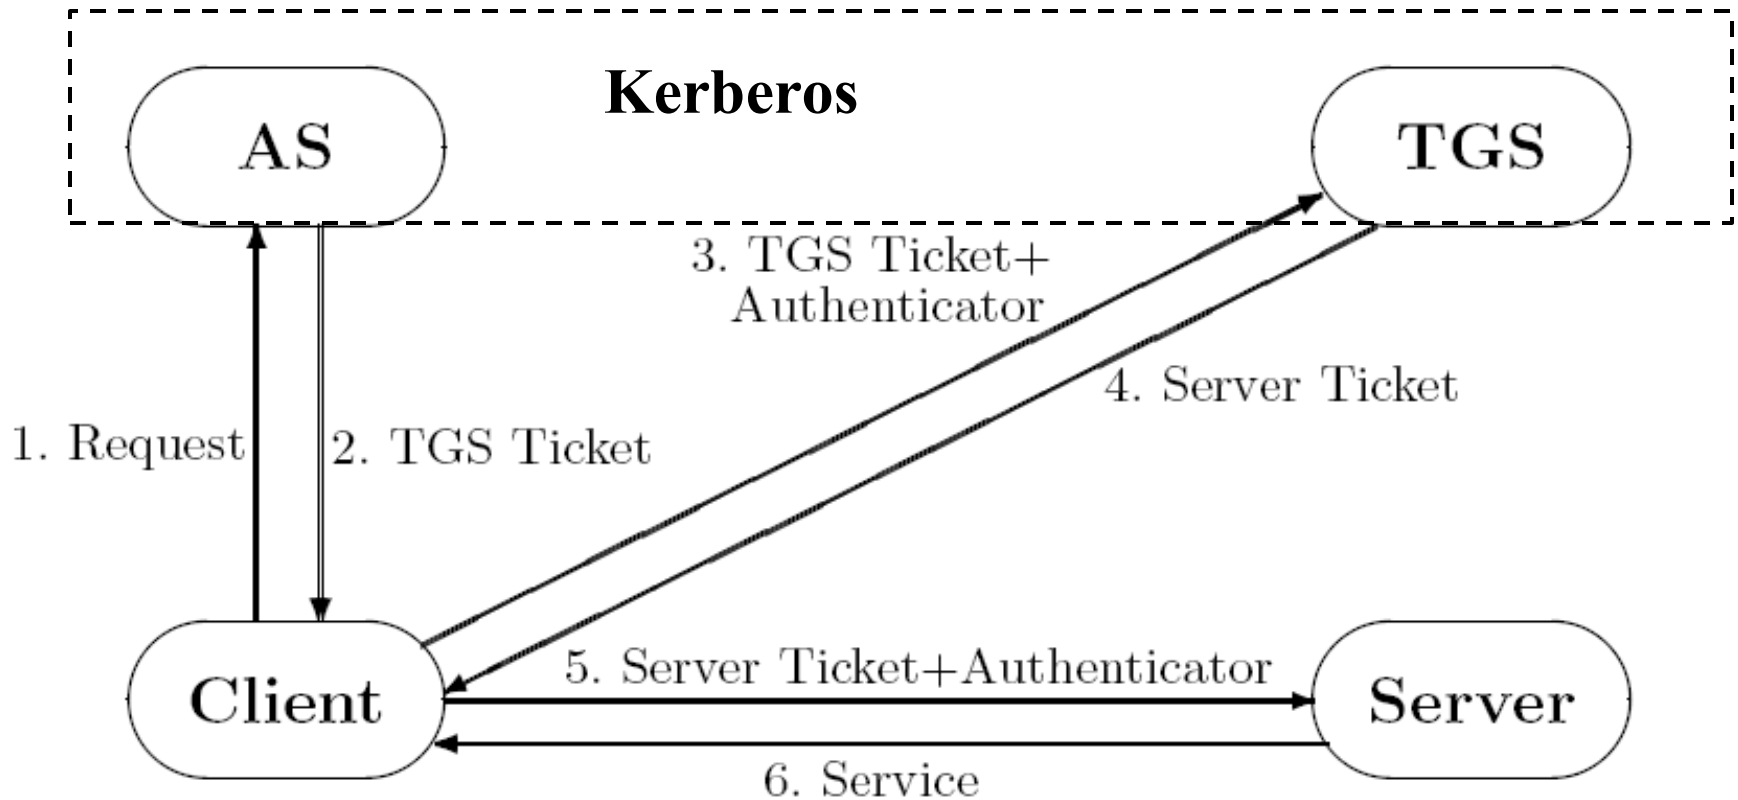 Kerberos
AS
TGS
3. TGS Ticket+
Authenticator
4. Server Ticket
1. Request
2. TGS Ticket
5. Server Ticket+Authenticator
Client
Server
6. Service